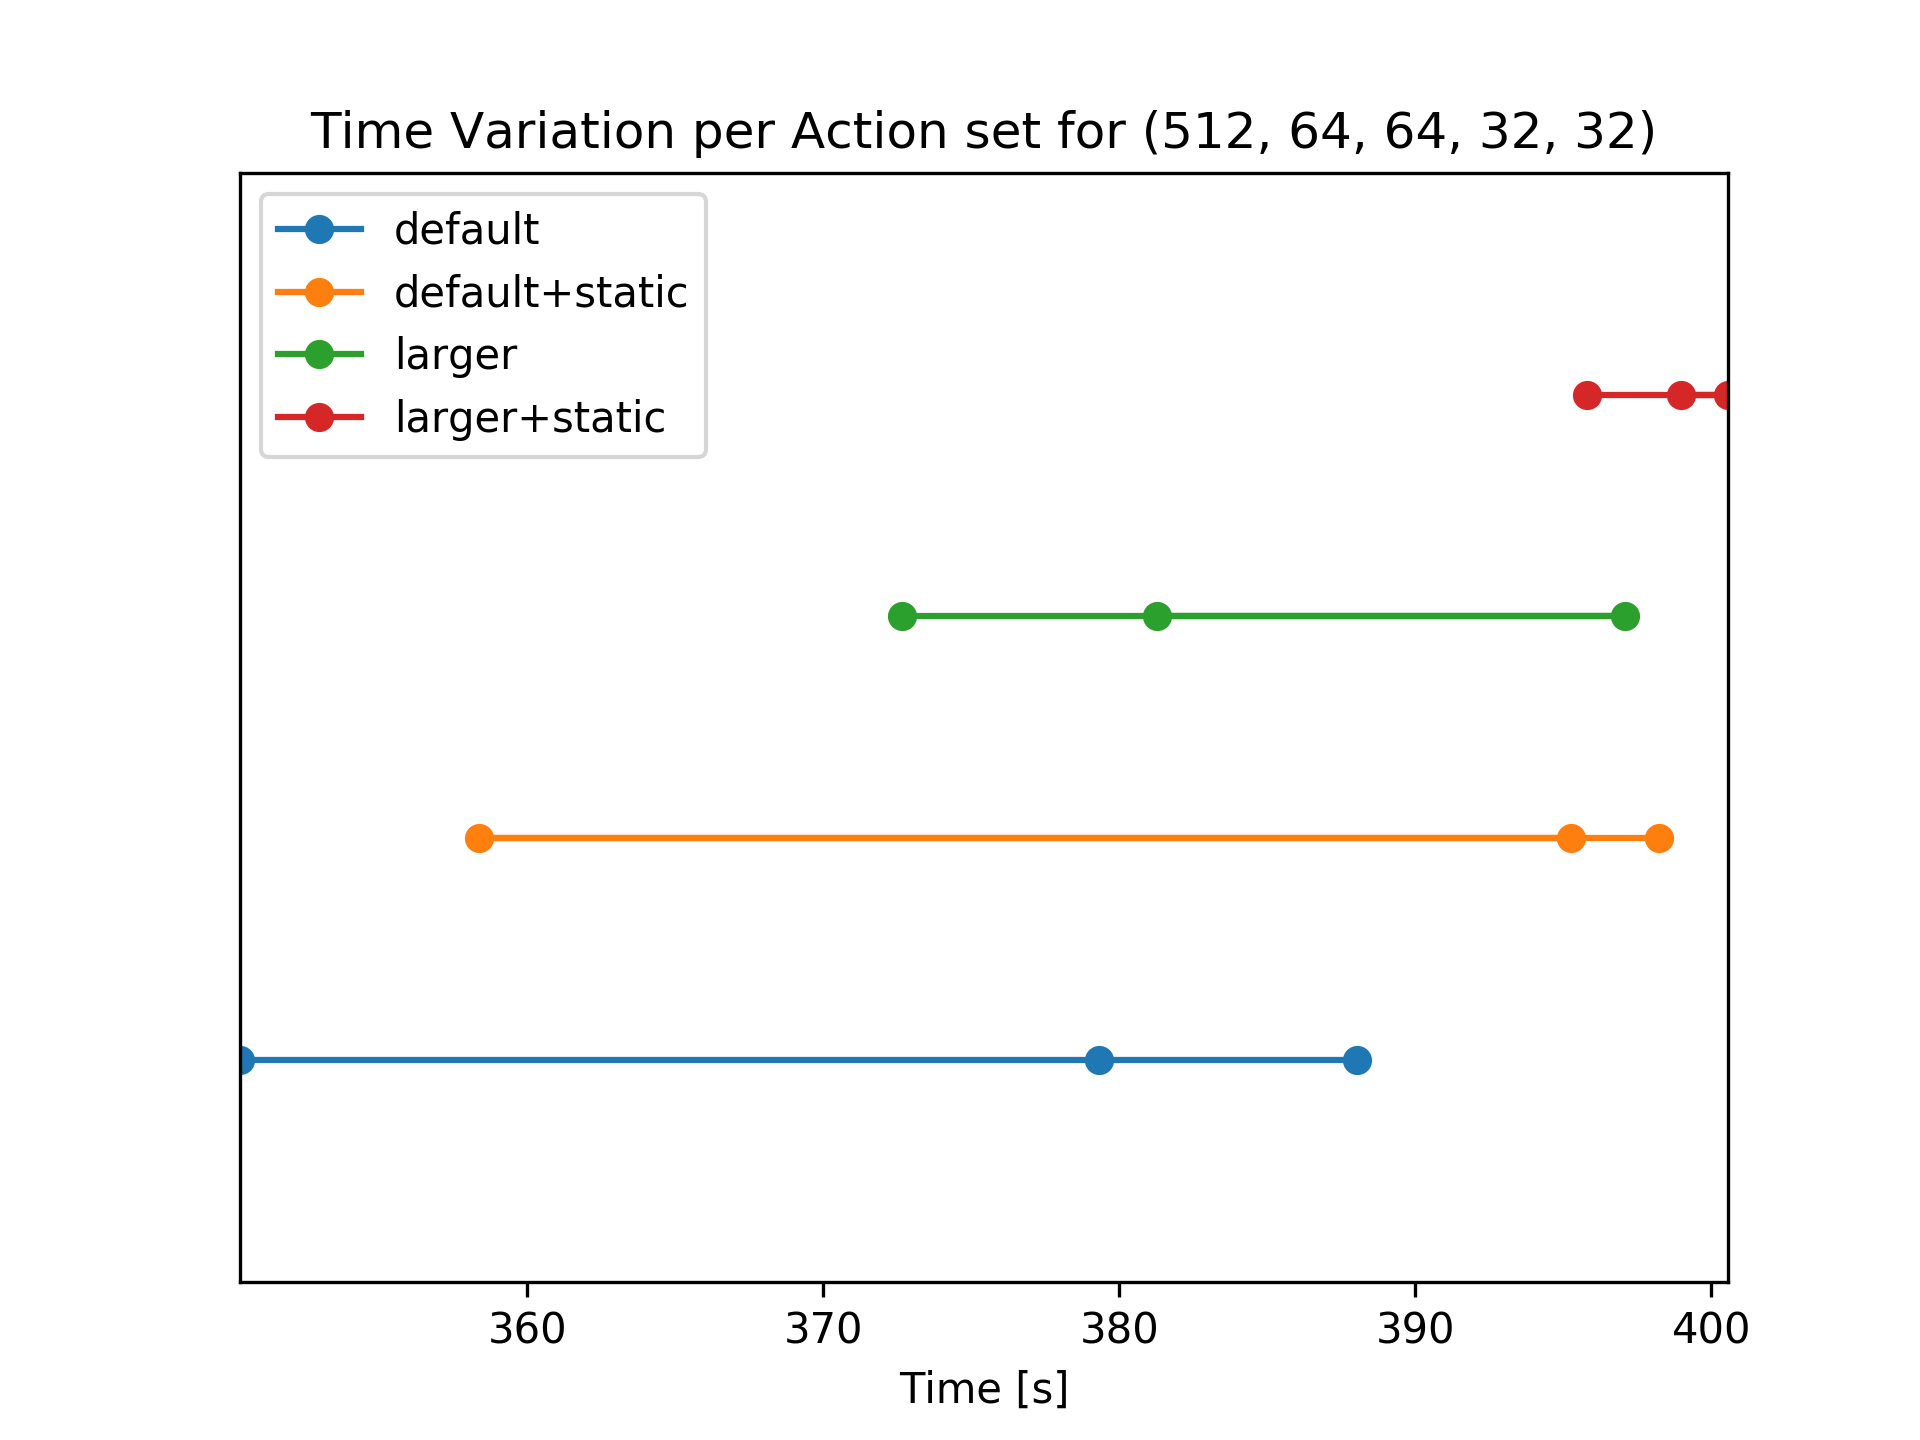 Time Variation per Action set for (512, 64, 64, 32, 32)
default
default+static
larger
larger+static
360 370 380 390 400
Time [s]